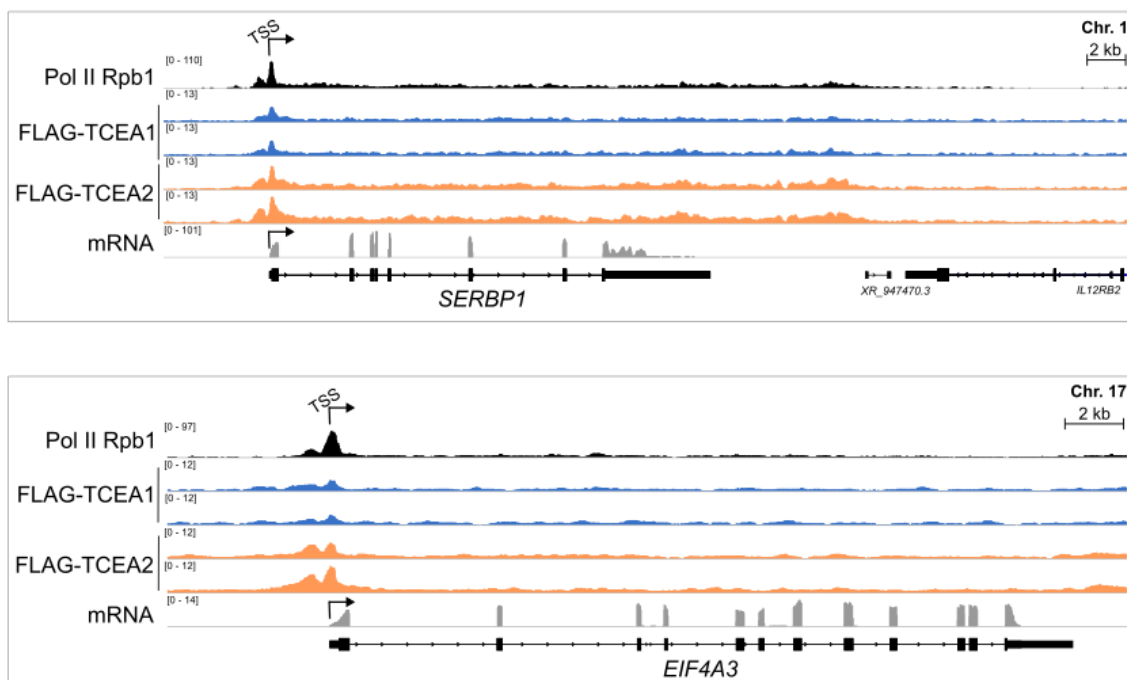 TSS
Chr. 1
2 kb
Pol II Rpb1
[0 - 110]
FLAG-TCEA1
[0 - 13]
[0 - 13]
FLAG-TCEA2
[0 - 13]
[0 - 13]
mRNA
[0 - 101]
SERBP1
XR_947470.3
IL12RB2
TSS
Chr. 17
2 kb
Pol II Rpb1
[0 - 97]
FLAG-TCEA1
[0 - 12]
[0 - 12]
FLAG-TCEA2
[0 - 12]
[0 - 12]
mRNA
[0 - 14]
EIF4A3